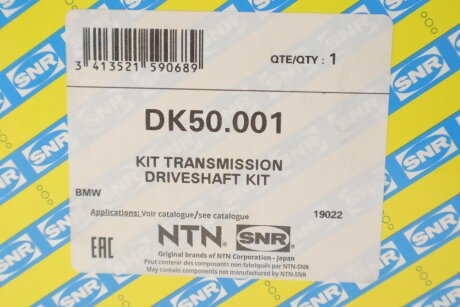 3 413521 590689
QTE/QTY : 1
DK50.001
KIT TRANSMISSION
DRIVESHAFT KIT
BMW
Applications: Voir catalogue/see catalogue
19022
EAC
NTN® SNR®
Original brands of NTN Corporation - Japan
Peut contenir des composants non fabriqués par NTN-SNR
May contain components not manufactured by NTN-SNR
SNR
SNR
SNR
SNR
SNR
SNR